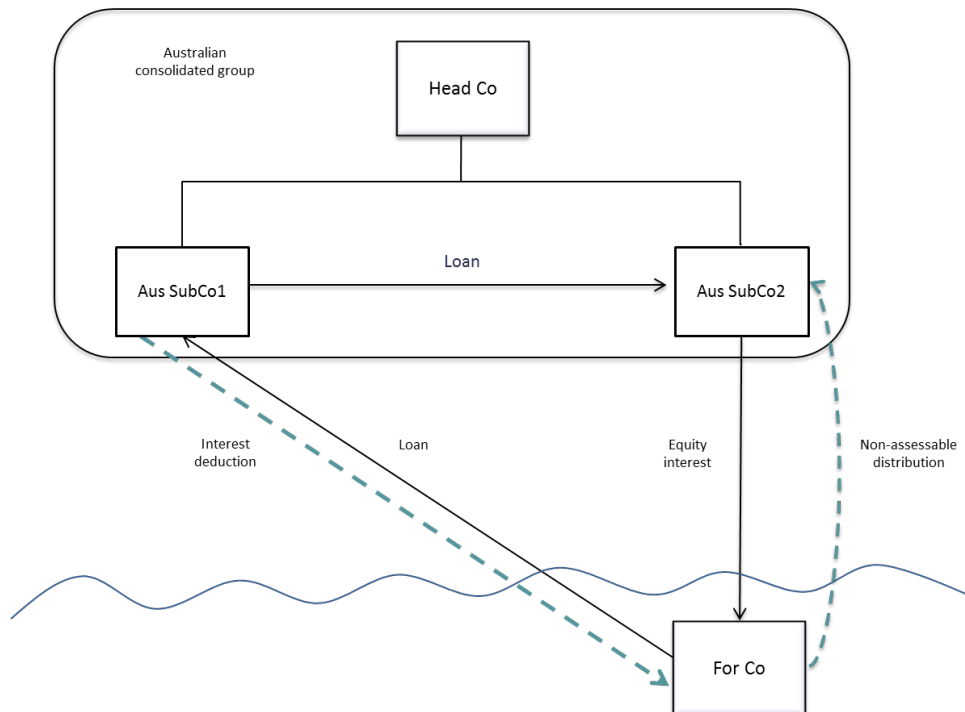 Australian
consolidated group
Head Co
Loan
Aus SubCo1
Aus SubCo2
Interest
deduction
Loan
Equity
interest
Non-assessable
distribution
For Co